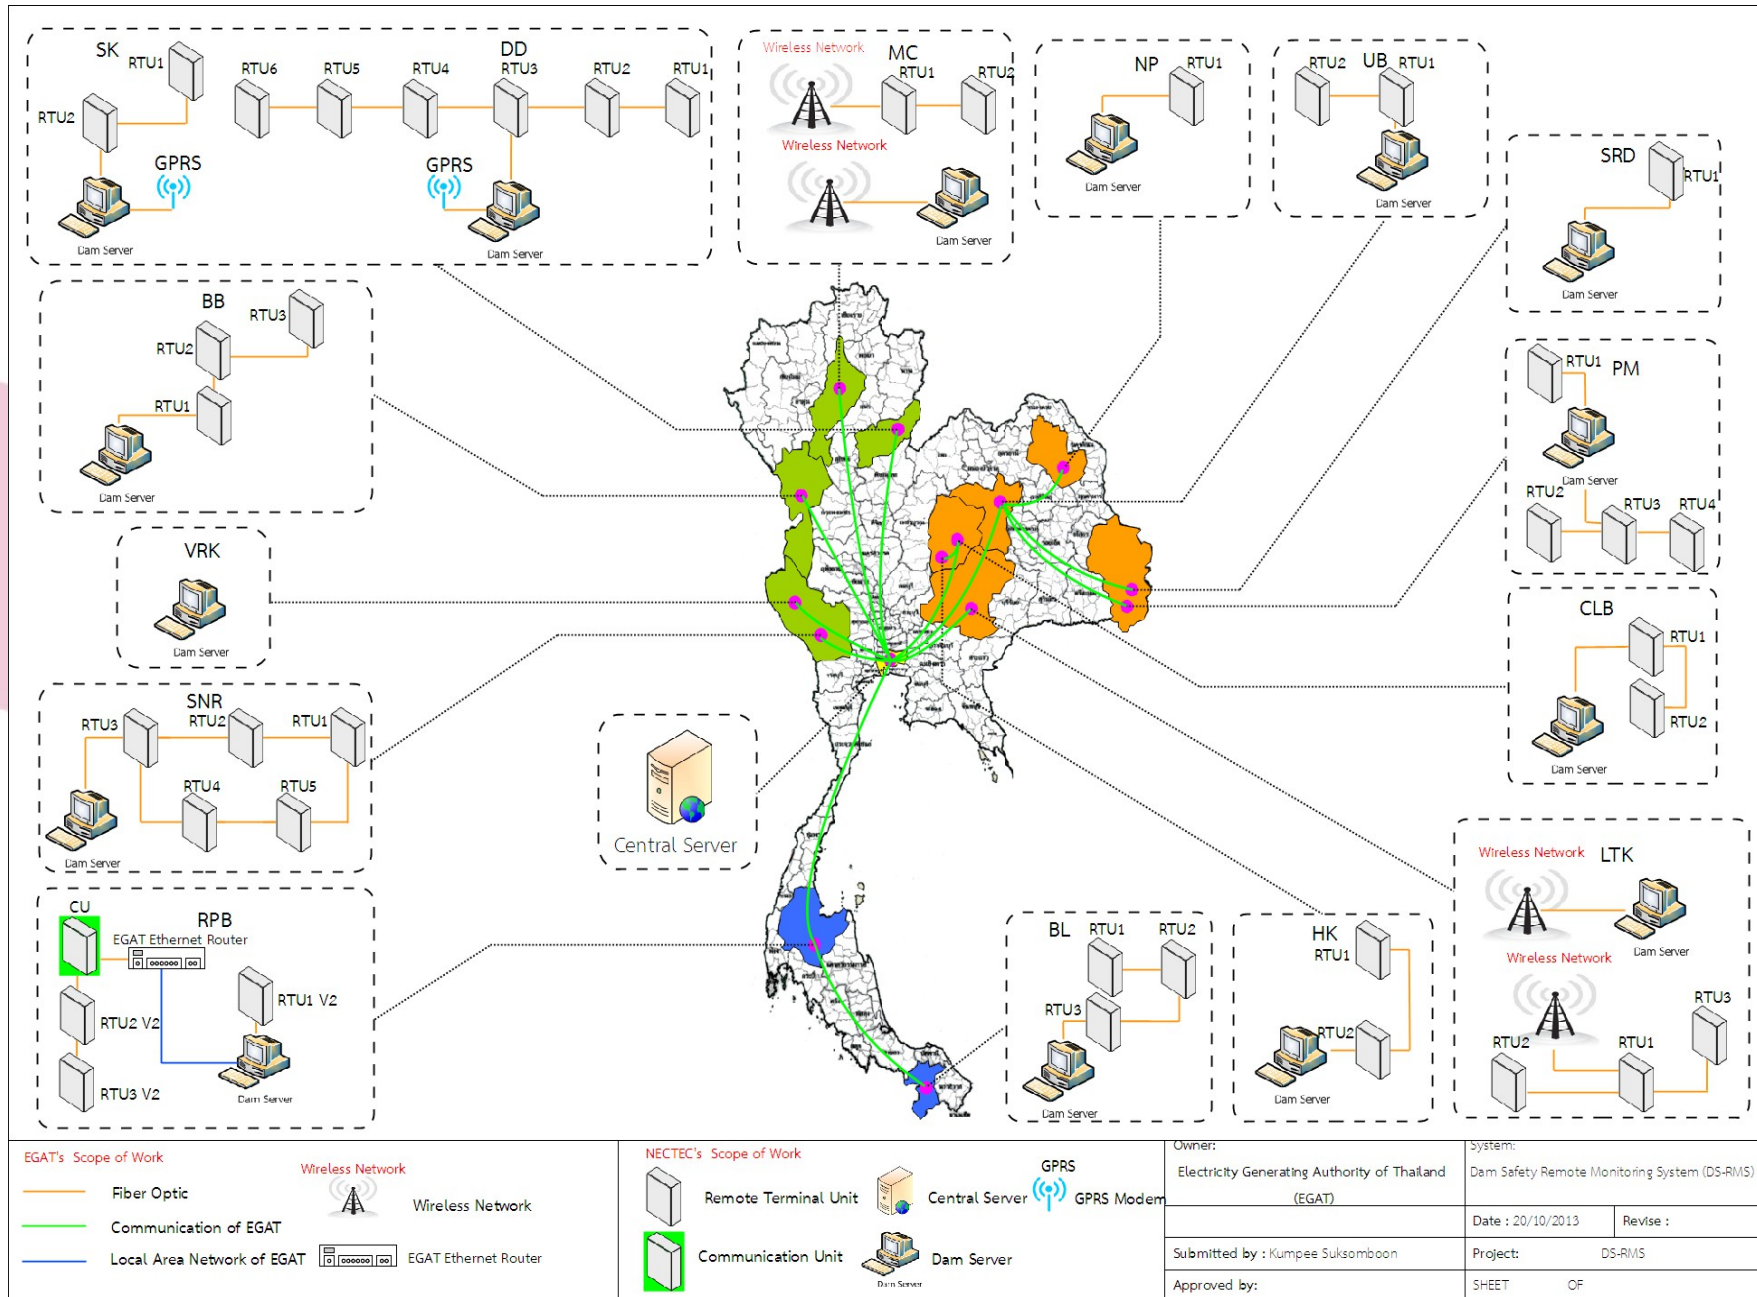 SK
RTU1
RTU2
GPRS
Dam Server
DD
RTU6
RTU5
RTU4
RTU3
RTU2
RTU1
GPRS
Dam Server
Wireless Network
MC
RTU1
RTU2
Wireless Network
Dam Server
NP
RTU1
Dam Server
UB
RTU2
RTU1
Dam Server
SRD
RTU1
Dam Server
BB
RTU3
RTU2
RTU1
Dam Server
PM
RTU1
Dam Server
RTU2
RTU3
RTU4
VRK
Dam Server
CLB
RTU1
RTU2
Dam Server
SNR
RTU3
RTU2
RTU1
RTU4
RTU5
Dam Server
Central Server
Wireless Network
LTK
Dam Server
Wireless Network
RTU3
RTU2
RTU1
CU
RPB
EGAT Ethernet Router
RTU1 V2
RTU2 V2
RTU3 V2
Dam Server
BL
RTU1
RTU2
RTU3
Dam Server
HK
RTU1
RTU2
Dam Server
EGAT's Scope of Work
Fiber Optic
Communication of EGAT
Local Area Network of EGAT
Wireless Network
Wireless Network
EGAT Ethernet Router
NECTEC's Scope of Work
Remote Terminal Unit
Communication Unit
Central Server
Dam Server
Dam Server
GPRS
GPRS Modem
Owner:
Electricity Generating Authority of Thailand
(EGAT)
System:
Dam Safety Remote Monitoring System (DS-RMS)
Date : 20/10/2013
Revise :
Submitted by : Kumpee Suksomboon
Project: DS-RMS
Approved by:
SHEET OF